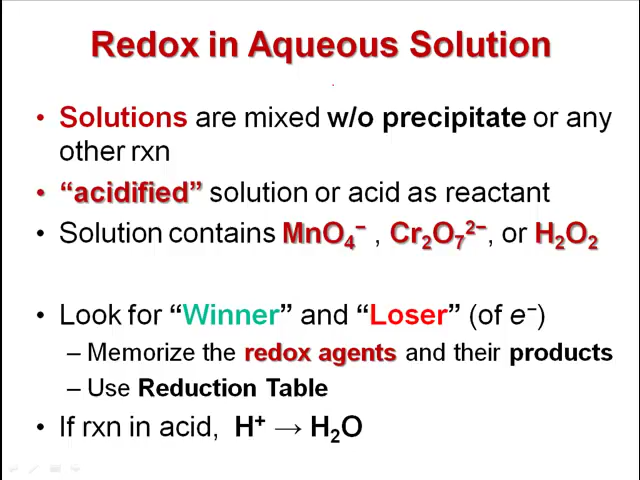 Redox in Aqueous Solution
• Solutions are mixed w/o precipitate or any
other rxn
• “acidified” solution or acid as reactant
• Solution contains MnO₄⁻ , Cr₂O₇²⁻, or H₂O₂
• Look for “Winner” and “Loser” (of e⁻)
– Memorize the redox agents and their products
– Use Reduction Table
• If rxn in acid, H⁺ → H₂O